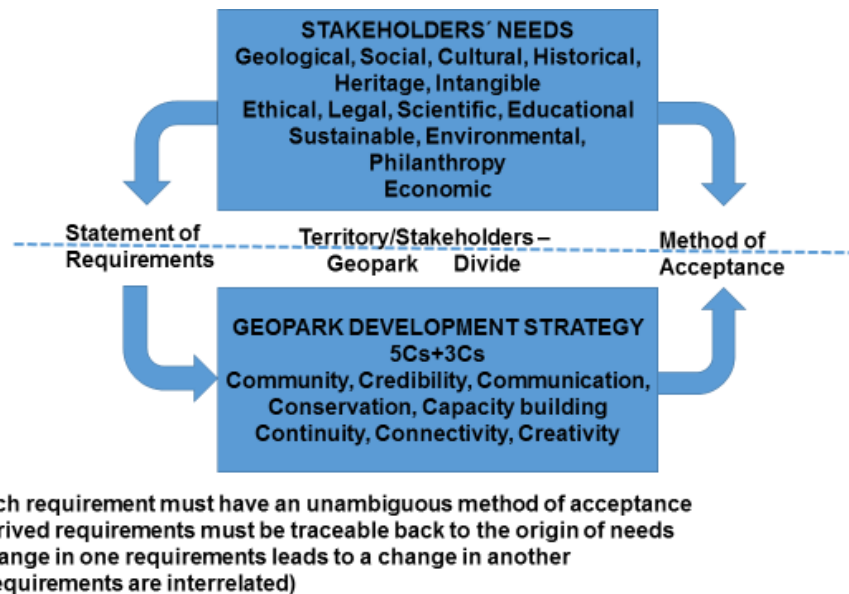 STAKEHOLDERS´ NEEDS
Geological, Social, Cultural, Historical,
Heritage, Intangible
Ethical, Legal, Scientific, Educational
Sustainable, Environmental,
Philanthropy
Economic
Statement of
Requirements
Territory/Stakeholders –
Geopark Divide
Method of
Acceptance
GEOPARK DEVELOPMENT STRATEGY
5Cs+3Cs
Community, Credibility, Communication,
Conservation, Capacity building
Continuity, Connectivity, Creativity
ch requirement must have an unambiguous method of acceptance
rived requirements must be traceable back to the origin of needs
ange in one requirements leads to a change in another
equirements are interrelated)